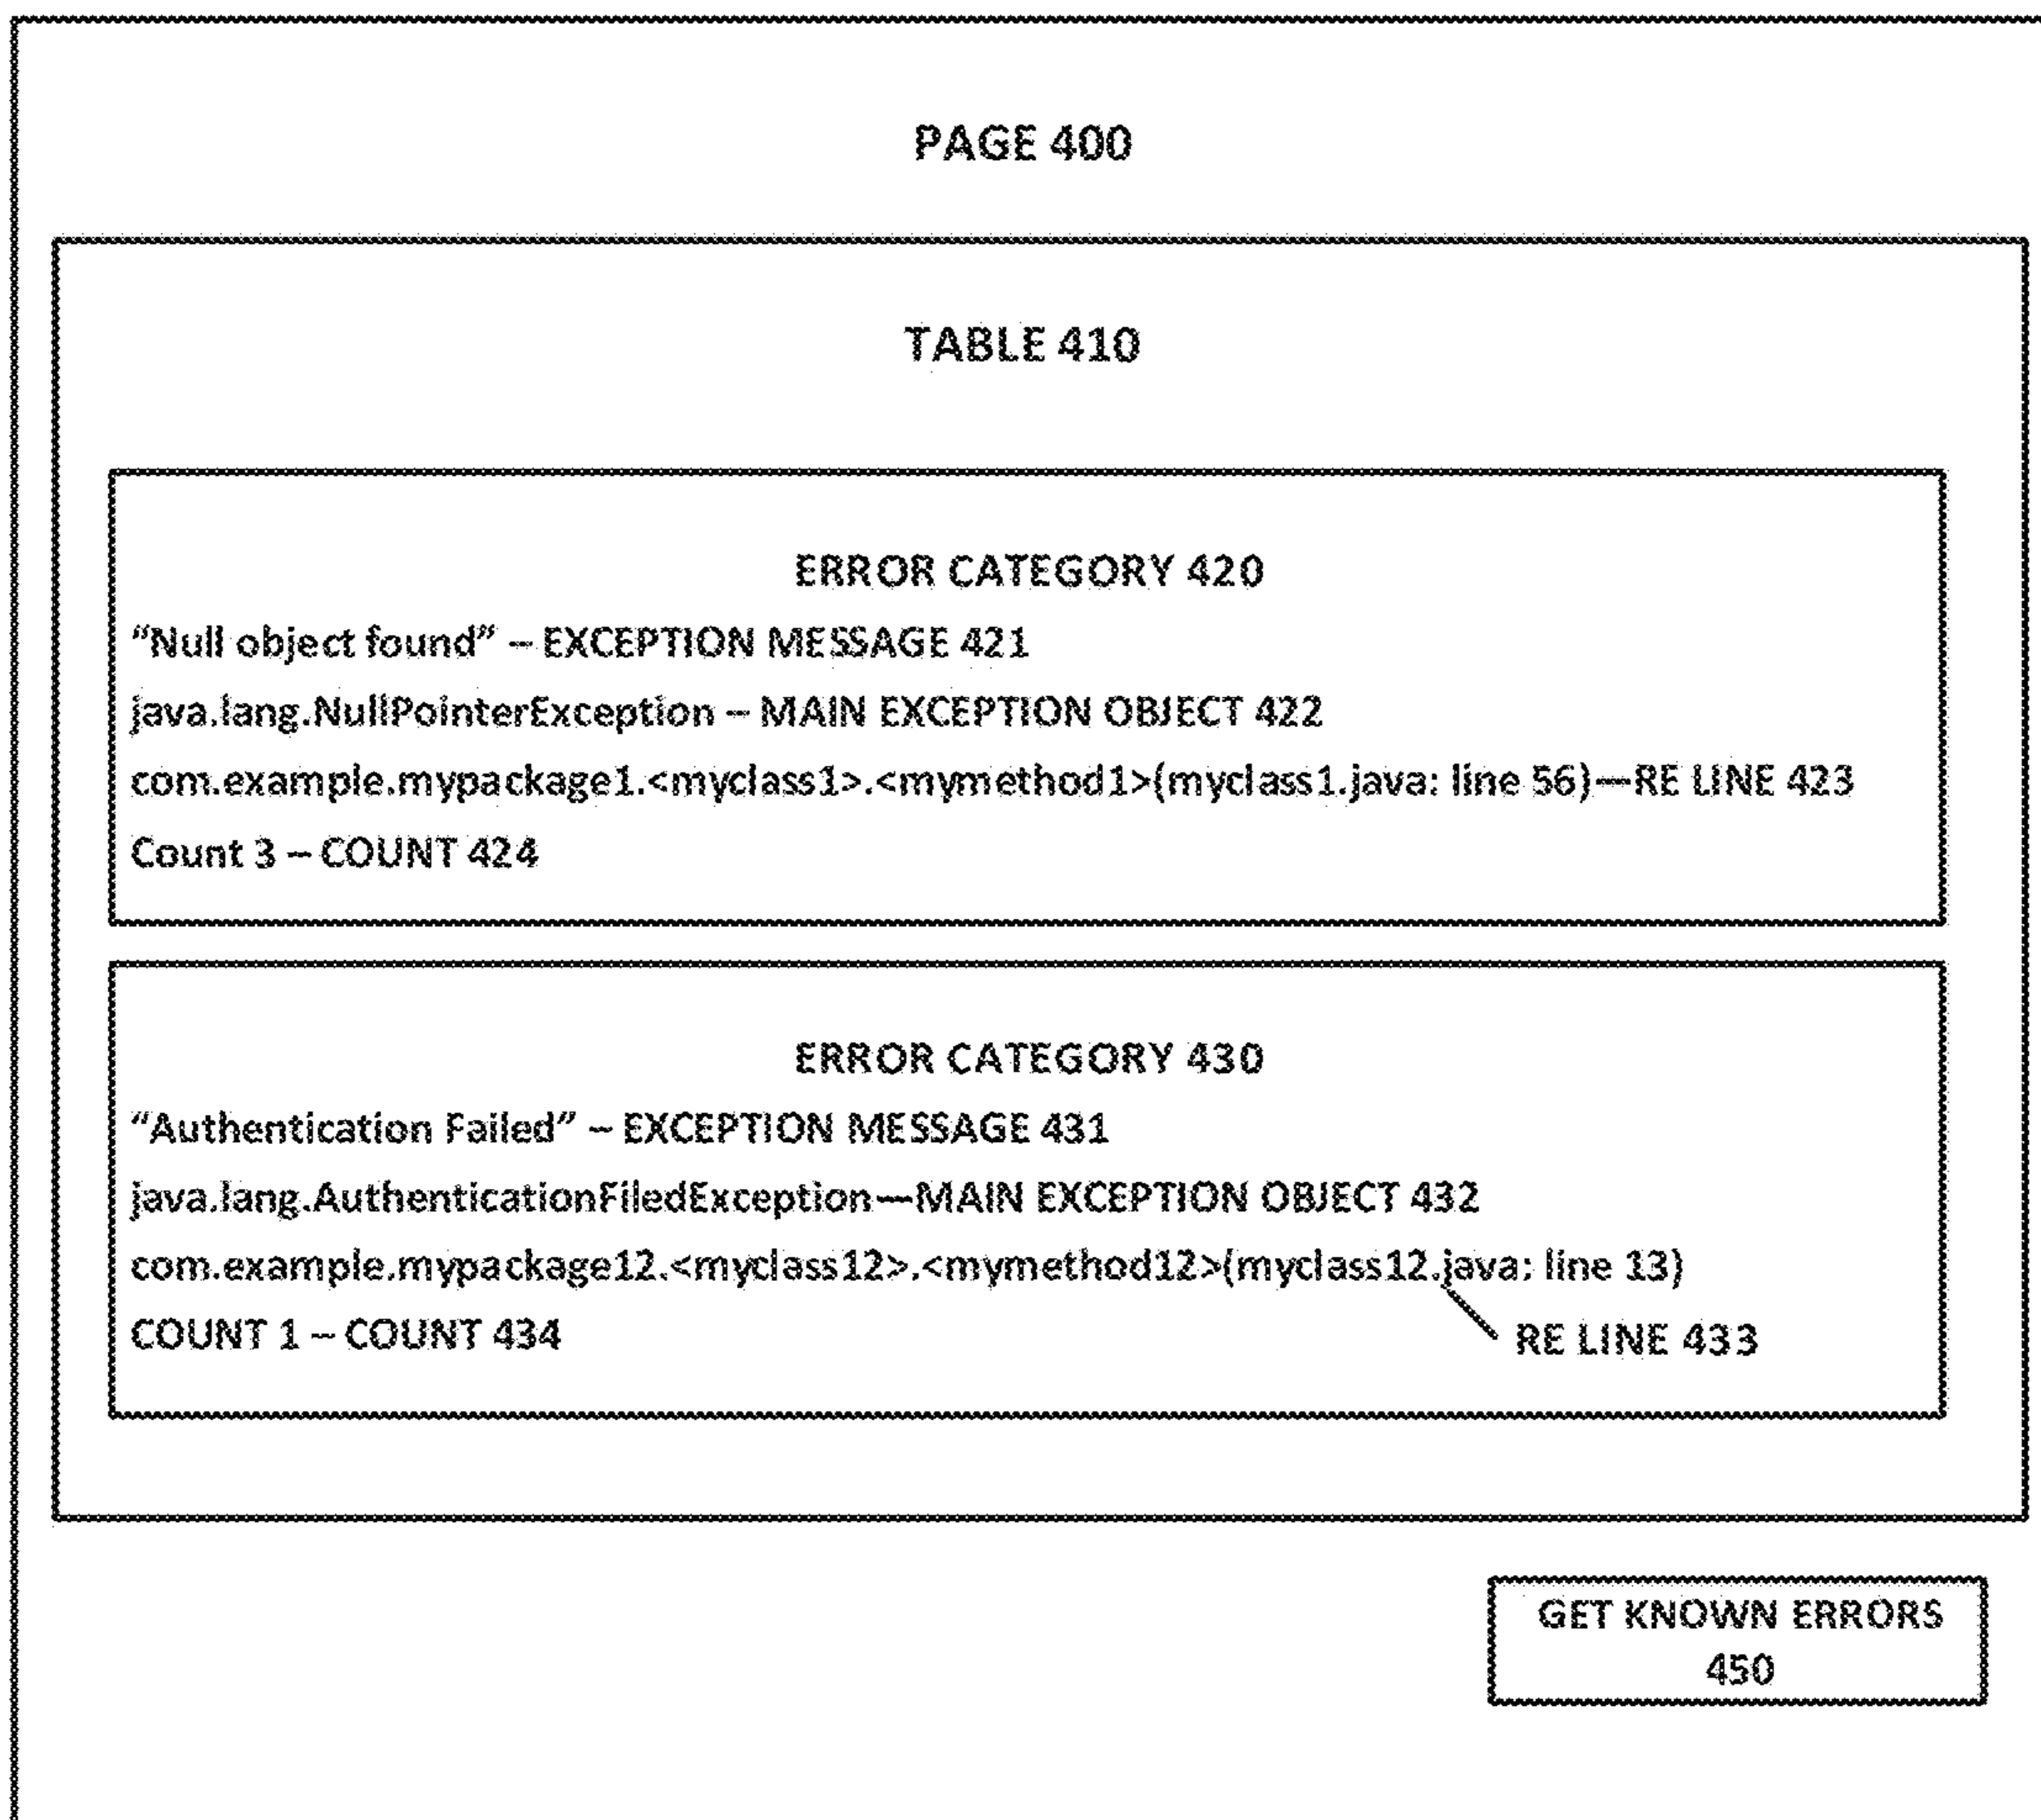 PAGE 400
TABLE 410
ERROR CATEGORY 420
“Null object found” – EXCEPTION MESSAGE 421
java.lang.NullPointerException – MAIN EXCEPTION OBJECT 422
com.example.mypackage1.<myclass1>.<mymethod1>(myclass1.java: line 56)—RE LINE 423
Count 3 – COUNT 424
ERROR CATEGORY 430
“Authentication Failed” – EXCEPTION MESSAGE 431
java.lang.AuthenticationFiledException—MAIN EXCEPTION OBJECT 432
com.example.mypackage12.<myclass12>.<mymethod12>(myclass12.java: line 13)
COUNT 1 – COUNT 434
RE LINE 433
GET KNOWN ERRORS
450